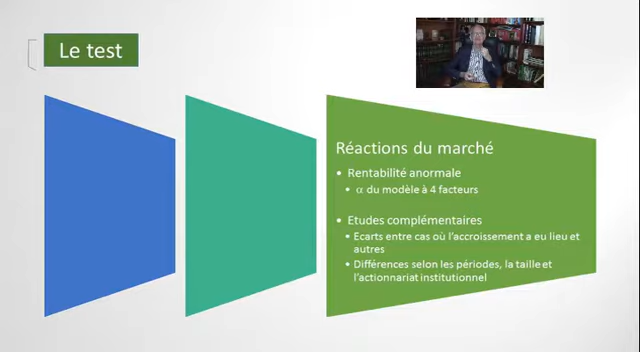 Le test
Réactions du marché
• Rentabilité anormale
• α du modèle à 4 facteurs
• Etudes complémentaires
• Ecarts entre cas où l'accroissement a eu lieu et
autres
• Différences selon les périodes, la taille et
l'actionnariat institutionnel